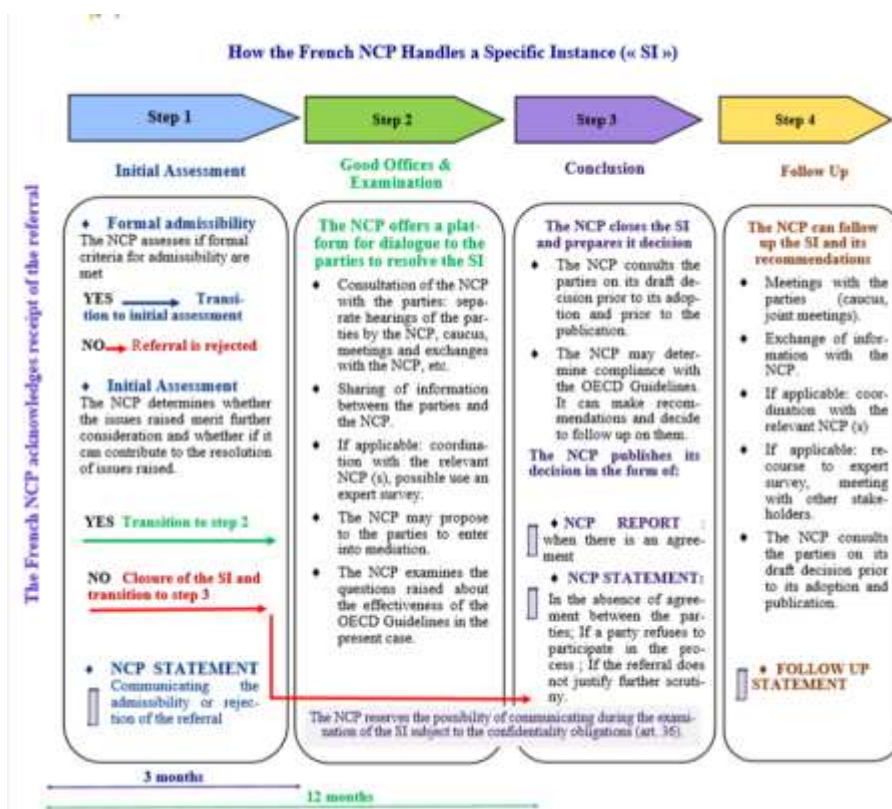 How the French NCP Handles a Specific Instance (« SI »)
The French NCP acknowledges receipt of the referral
Step 1
Initial Assessment
♦ Formal admissibility
The NCP assesses if formal
criteria for admissibility are
met
YES Transi-
tion to initial assessment
NO Referral is rejected
♦ Initial Assessment
The NCP determines whether
the issues raised merit further
consideration and whether if it
can contribute to the resolution
of issues raised.
YES Transition to step 2
NO Closure of the SI and
transition to step 3
♦ NCP STATEMENT
Communicating the
admissibility or rejec-
tion of the referral
Step 2
Good Offices &
Examination
The NCP offers a plat-
form for dialogue to the
parties to resolve the SI
♦ Consultation of the NCP
with the parties: sepa-
rate hearings of the par-
ties by the NCP, caucus,
meetings and exchanges
with the NCP, etc.
♦ Sharing of information
between the parties and
the NCP.
♦ If applicable: coordina-
tion with the relevant
NCP (s), possible use an
expert survey.
♦ The NCP may propose
to the parties to enter
into mediation.
♦ The NCP examines the
questions raised about
the effectiveness of the
OECD Guidelines in the
present case.
Step 3
Conclusion
The NCP closes the SI
and prepares it decision
♦ The NCP consults the
parties on its draft de-
cision prior to its adop-
tion and prior to the
publication.
♦ The NCP may deter-
mine compliance with
the OECD Guidelines.
It can make recom-
mendations and decide
to follow up on them.
The NCP publishes its
decision in the form of:
♦ NCP REPORT :
when there is an agree-
ment
♦ NCP STATEMENT:
In the absence of agree-
ment between the par-
ties; If a party refuses to
participate in the pro-
cess ; If the referral does
not justify further scruti-
ny.
The NCP reserves the possibility of communicating during the exami-
nation of the SI subject to the confidentiality obligations (art. 36).
Step 4
Follow Up
The NCP can follow
up the SI and its
recommendations
♦ Meetings with the
parties (caucus,
joint meetings).
♦ Exchange of infor-
mation with the
NCP.
♦ If applicable: coor-
dination with the
relevant NCP (s)
♦ If applicable: re-
course to expert
survey, meeting
with other stake-
holders.
♦ The NCP consults
the parties on its
draft decision prior
to its adoption and
publication.
♦ FOLLOW UP
STATEMENT
3 months
12 months